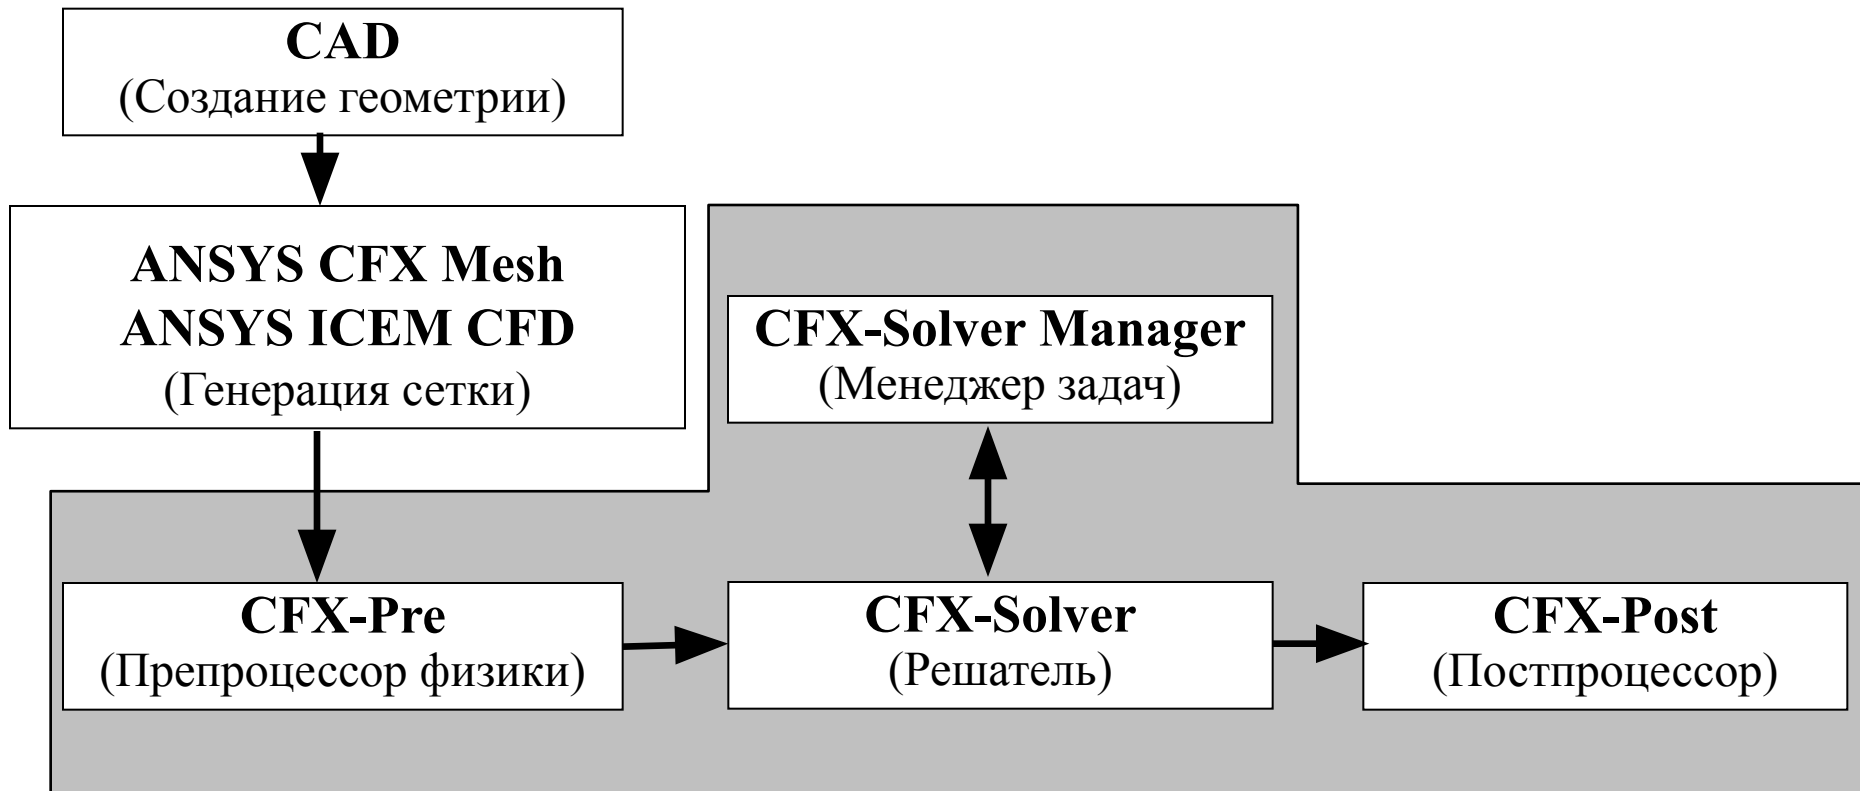 CAD
(Создание геометрии)
ANSYS CFX Mesh
ANSYS ICEM CFD
(Генерация сетки)
CFX-Solver Manager
(Менеджер задач)
CFX-Pre
(Препроцессор физики)
CFX-Solver
(Решатель)
CFX-Post
(Постпроцессор)